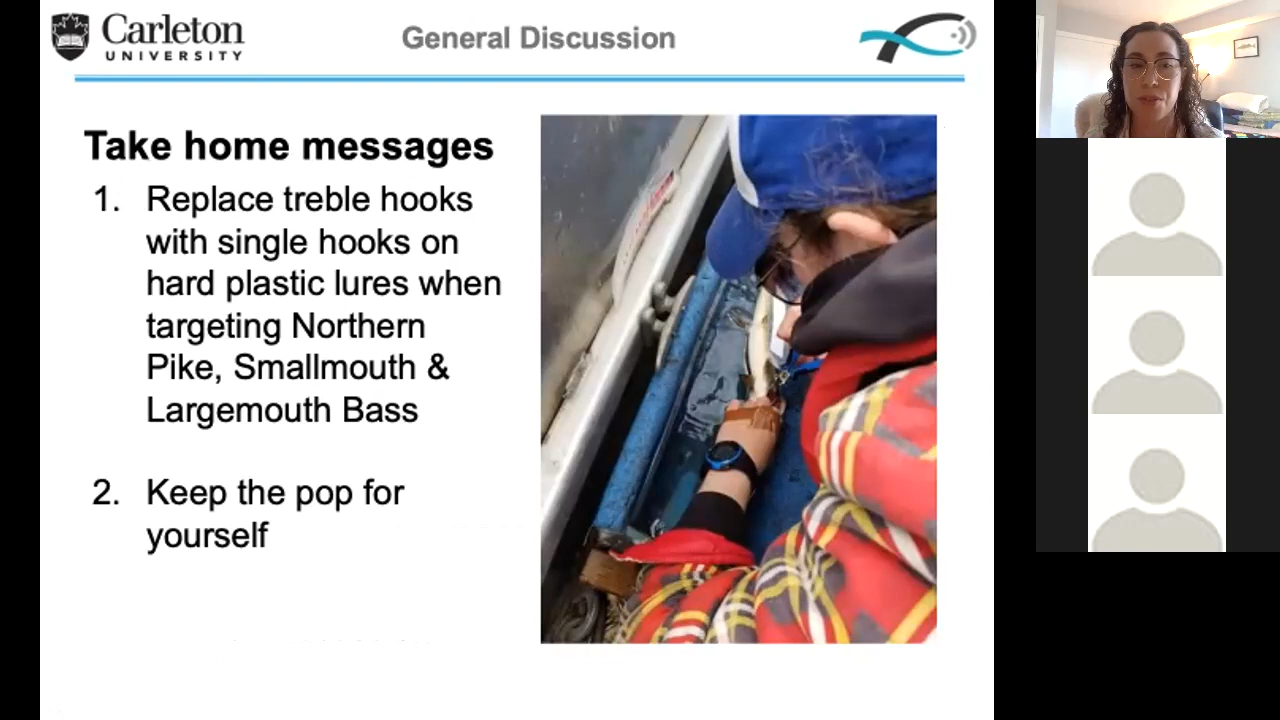 Carleton
UNIVERSITY
General Discussion
Take home messages
1. Replace treble hooks
with single hooks on
hard plastic lures when
targeting Northern
Pike, Smallmouth &
Largemouth Bass
2. Keep the pop for
yourself